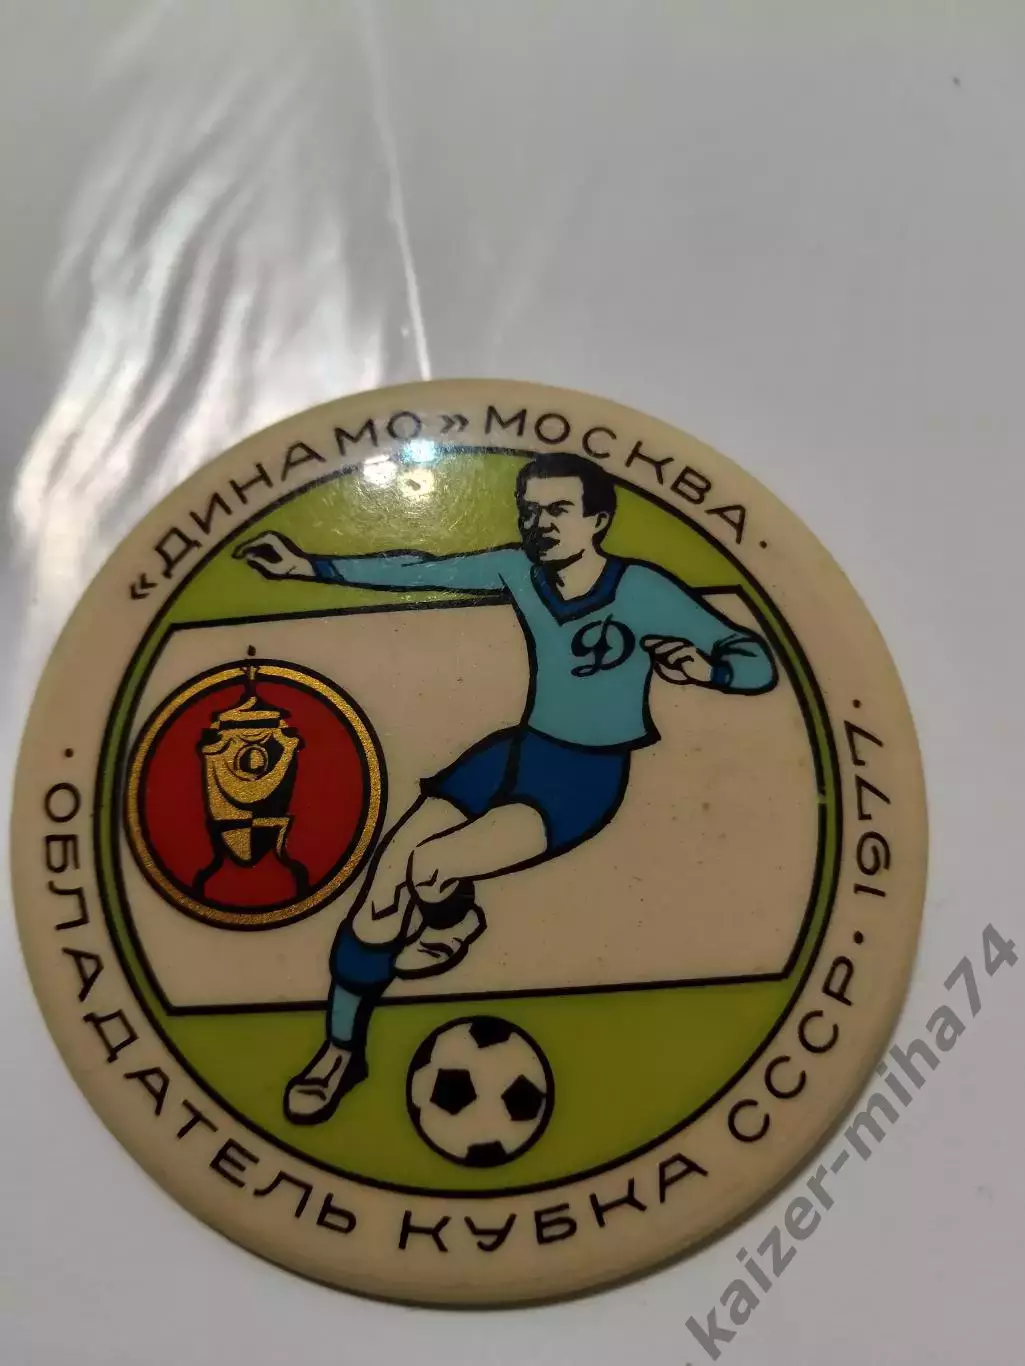 «ДИНАМО» МОСКВА.
• ОБЛАДАТЕЛЬ КУБКА СССР • 1977 •
Д
kaizer-miha74